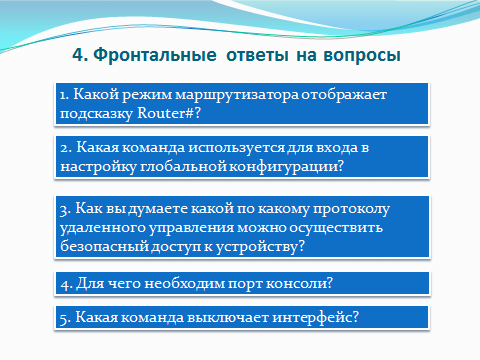 4. Фронтальные ответы на вопросы
1. Какой режим маршрутизатора отображает
подсказку Router#?
2. Какая команда используется для входа в
настройку глобальной конфигурации?
3. Как вы думаете какой по какому протоколу
удаленного управления можно осуществить
безопасный доступ к устройству?
4. Для чего необходим порт консоли?
5. Какая команда выключает интерфейс?